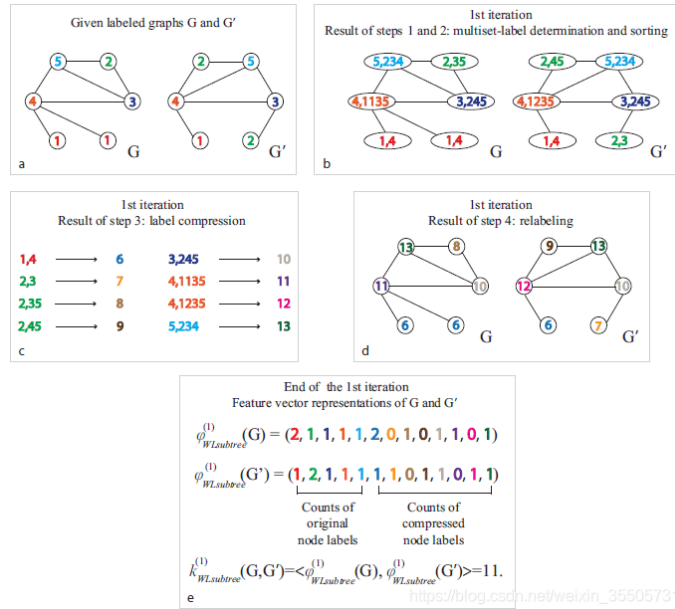 Given labeled graphs G and G'
5 2 2 5
4 3 4 3
1 1 G 1 2 G'
a
1st iteration
Result of steps 1 and 2: multiset-label determination and sorting
5,234 2,35 2,45 5,234
4,1135 3,245 4,1235 3,245
1,4 1,4 G 1,4 2,3 G'
b
1st iteration
Result of step 3: label compression
1,4 → 6 3,245 → 10
2,3 → 7 4,1135 → 11
2,35 → 8 4,1235 → 12
2,45 → 9 5,234 → 13
c
1st iteration
Result of step 4: relabeling
13 8 9 13
11 10 12 10
6 6 G 6 7 G'
d
End of the 1st iteration
Feature vector representations of G and G'
φ(1)WLsubtree(G) = (2, 1, 1, 1, 1, 2, 0, 1, 0, 1, 1, 0, 1)
φ(1)WLsubtree(G') = (1, 2, 1, 1, 1, 1, 1, 0, 1, 1, 0, 1, 1)
Counts of Counts of
original compressed
node labels node labels
k(1)WLsubtree(G,G')=<φ(1)WLsubtree(G), φ(1)WLsubtree(G')>=11.
e
https://blog.csdn.net/weixin_3550573